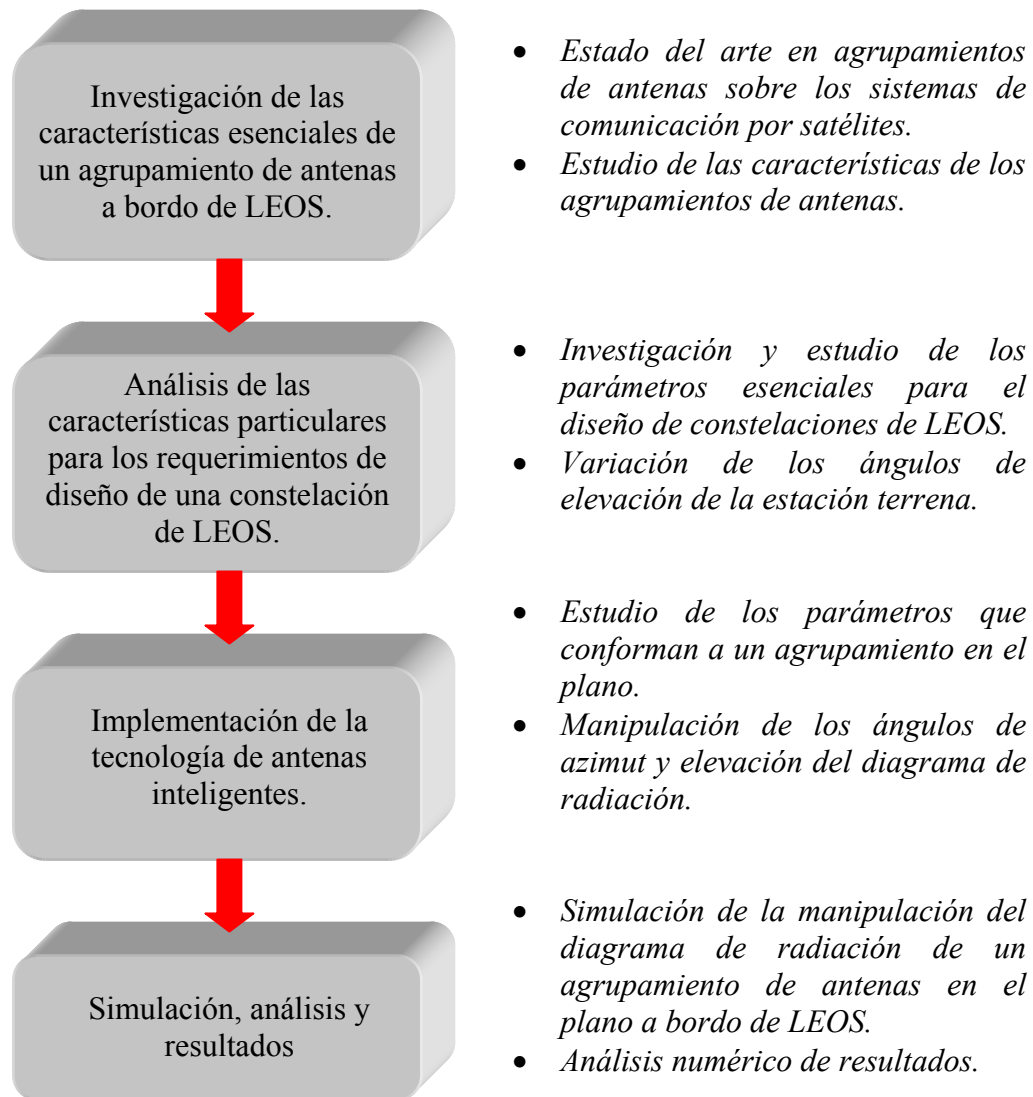 Investigación de las
características esenciales de
un agrupamiento de antenas
a bordo de LEOS.
• Estado del arte en agrupamientos
de antenas sobre los sistemas de
comunicación por satélites.
• Estudio de las características de los
agrupamientos de antenas.
Análisis de las
características particulares
para los requerimientos de
diseño de una constelación
de LEOS.
• Investigación y estudio de los
parámetros esenciales para el
diseño de constelaciones de LEOS.
• Variación de los ángulos de
elevación de la estación terrena.
Implementación de la
tecnología de antenas
inteligentes.
• Estudio de los parámetros que
conforman a un agrupamiento en el
plano.
• Manipulación de los ángulos de
azimut y elevación del diagrama de
radiación.
Simulación, análisis y
resultados
• Simulación de la manipulación del
diagrama de radiación de un
agrupamiento de antenas en el
plano a bordo de LEOS.
• Análisis numérico de resultados.